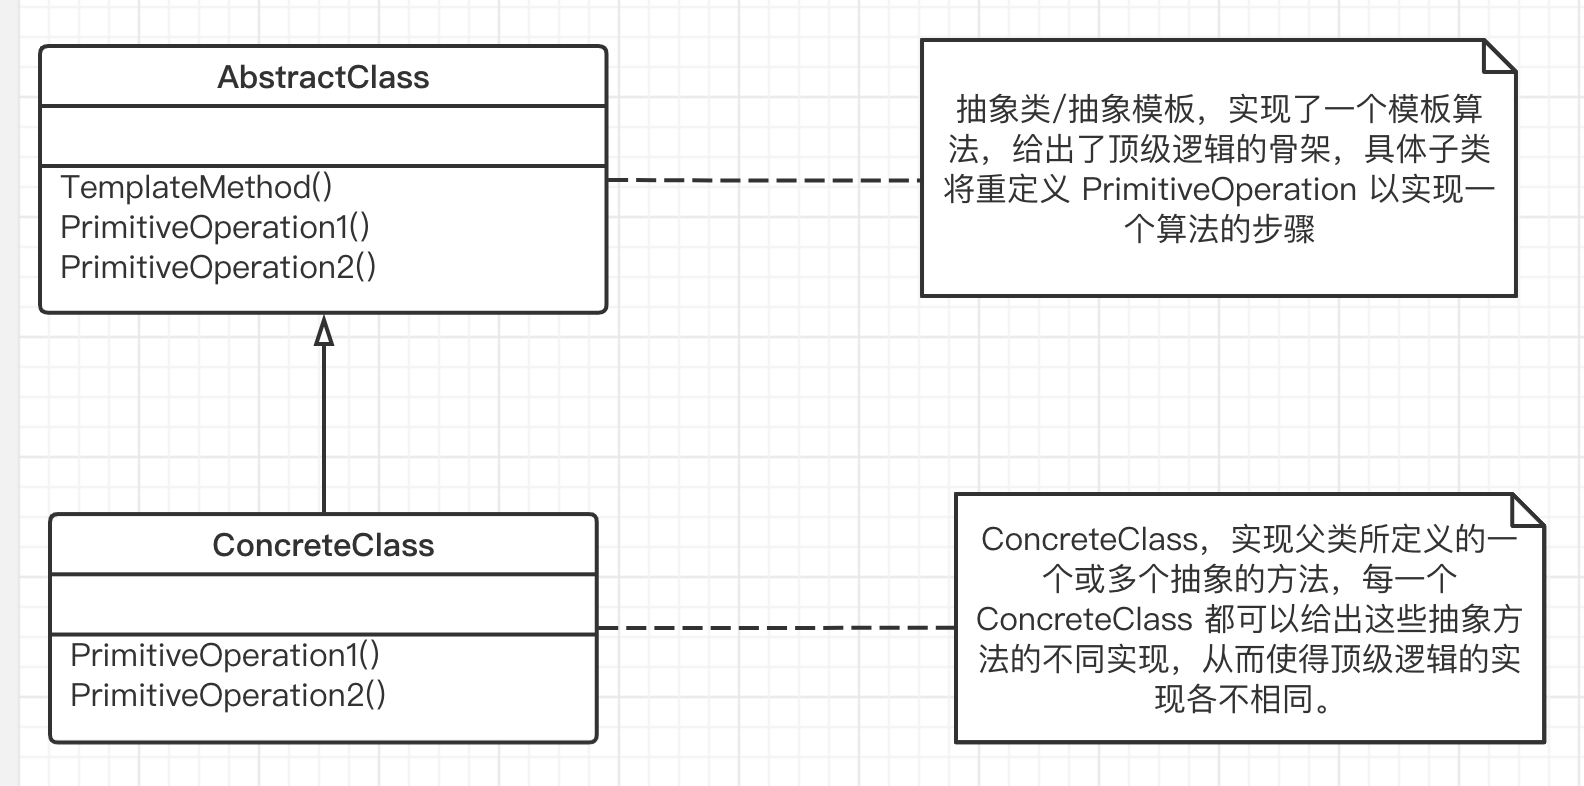 AbstractClass
TemplateMethod()
PrimitiveOperation1()
PrimitiveOperation2()
抽象类/抽象模板，实现了一个模板算
法，给出了顶级逻辑的骨架，具体子类
将重定义 PrimitiveOperation 以实现一
个算法的步骤
ConcreteClass
PrimitiveOperation1()
PrimitiveOperation2()
ConcreteClass，实现父类所定义的一
个或多个抽象的方法，每一个
ConcreteClass 都可以给出这些抽象方
法的不同实现，从而使得顶级逻辑的实
现各不相同。